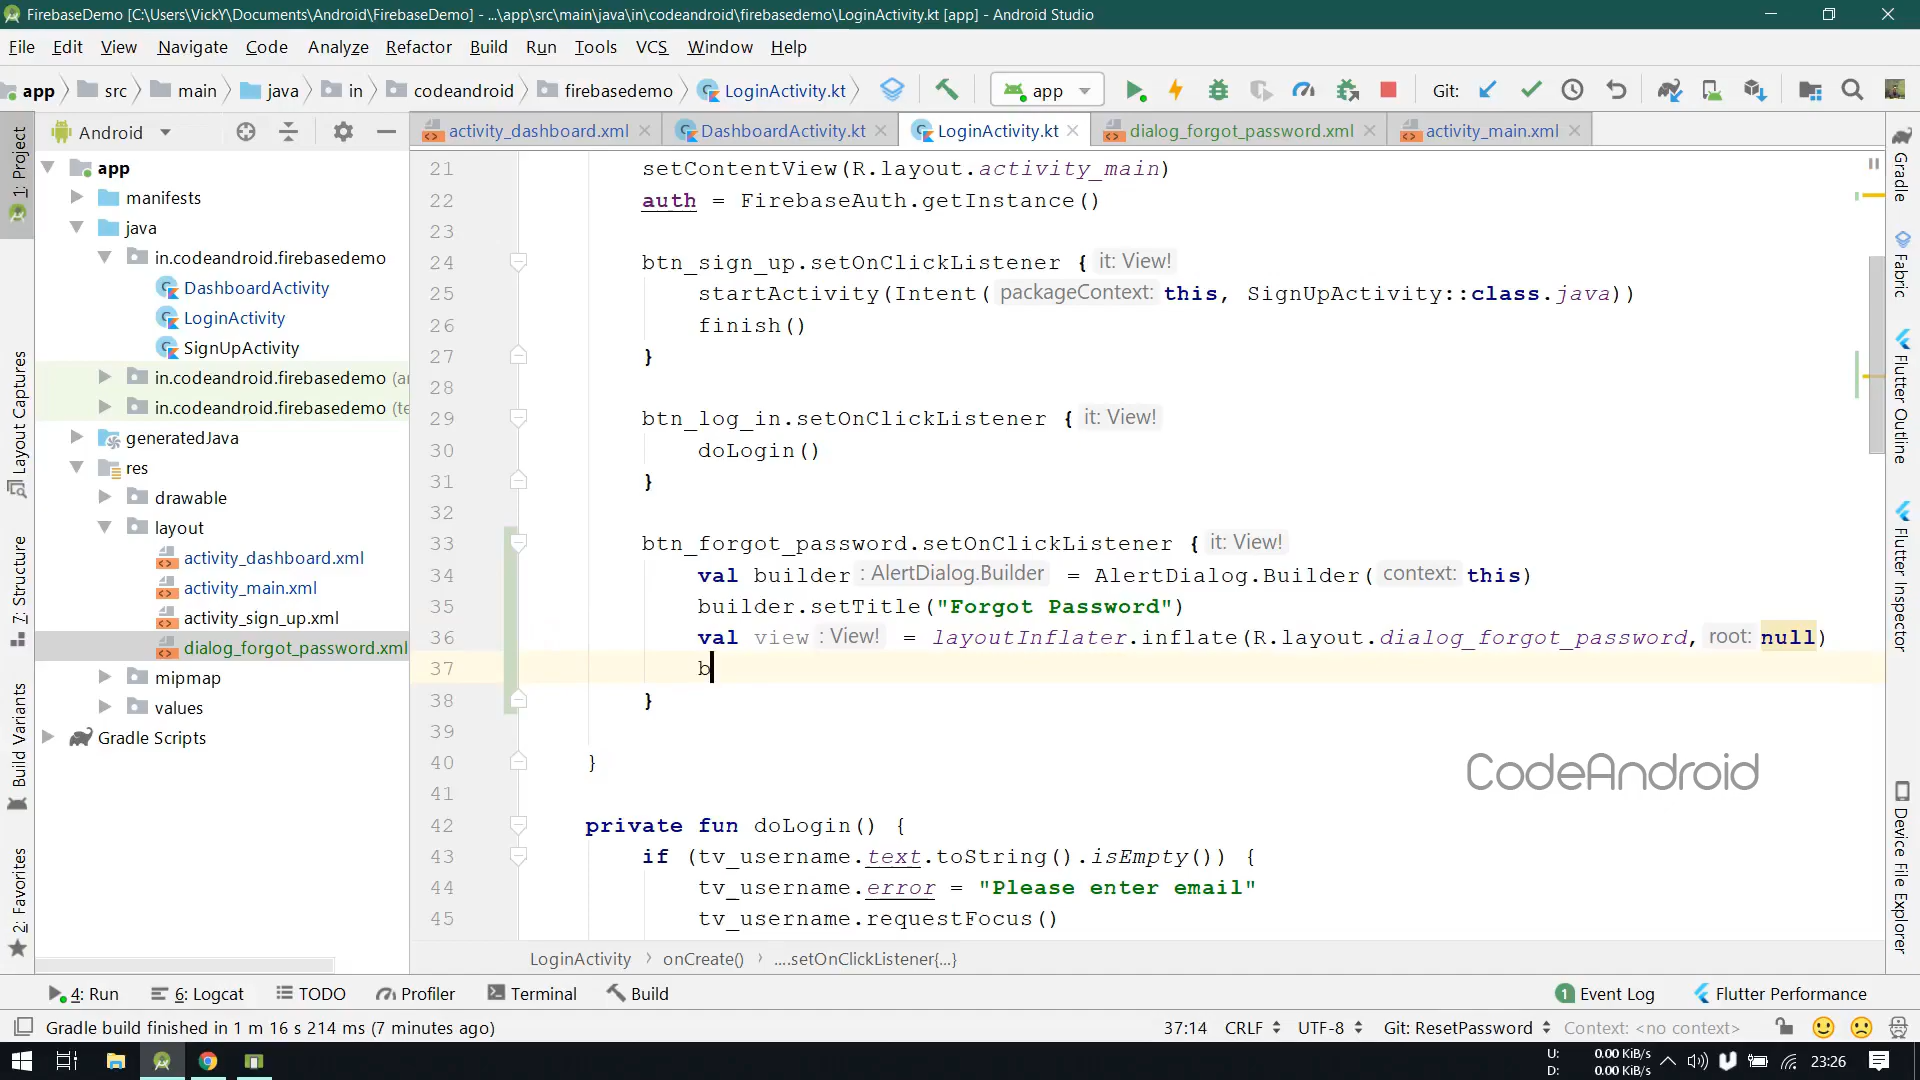 FirebaseDemo [C:\Users\VickY\Documents\Android\FirebaseDemo] - ...\app\src\main\java\in\codeandroid\firebasedemo\LoginActivity.kt [app] - Android Studio
File Edit View Navigate Code Analyze Refactor Build Run Tools VCS Window Help
app src main java in codeandroid firebasedemo LoginActivity.kt app Git:
Android
activity_dashboard.xml DashboardActivity.kt LoginActivity.kt dialog_forgot_password.xml activity_main.xml
1: Project
Layout Captures
7: Structure
Build Variants
2: Favorites
app
manifests
java
in.codeandroid.firebasedemo
DashboardActivity
LoginActivity
SignUpActivity
in.codeandroid.firebasedemo (ar
in.codeandroid.firebasedemo (te
generatedJava
res
drawable
layout
activity_dashboard.xml
activity_main.xml
activity_sign_up.xml
dialog_forgot_password.xml
mipmap
values
Gradle Scripts
21 setContentView(R.layout.activity_main)
22 auth = FirebaseAuth.getInstance()
23
24 btn_sign_up.setOnClickListener { it: View!
25 startActivity(Intent( packageContext: this, SignUpActivity::class.java))
26 finish()
27 }
28
29 btn_log_in.setOnClickListener { it: View!
30 doLogin()
31 }
32
33 btn_forgot_password.setOnClickListener { it: View!
34 val builder : AlertDialog.Builder = AlertDialog.Builder( context: this)
35 builder.setTitle("Forgot Password")
36 val view : View! = layoutInflater.inflate(R.layout.dialog_forgot_password, root: null)
37 b
38 }
39
40 }
41
42 private fun doLogin() {
43 if (tv_username.text.toString().isEmpty()) {
44 tv_username.error = "Please enter email"
45 tv_username.requestFocus()
CodeAndroid
LoginActivity › onCreate() › ....setOnClickListener{...}
Gradle
Fabric
Flutter Outline
Flutter Inspector
Device File Explorer
4: Run 6: Logcat TODO Profiler Terminal Build 1 Event Log Flutter Performance
Gradle build finished in 1 m 16 s 214 ms (7 minutes ago) 37:14 CRLF UTF-8 Git: ResetPassword Context: <no context>
U: 0.00 KiB/s
D: 0.00 KiB/s
23:26